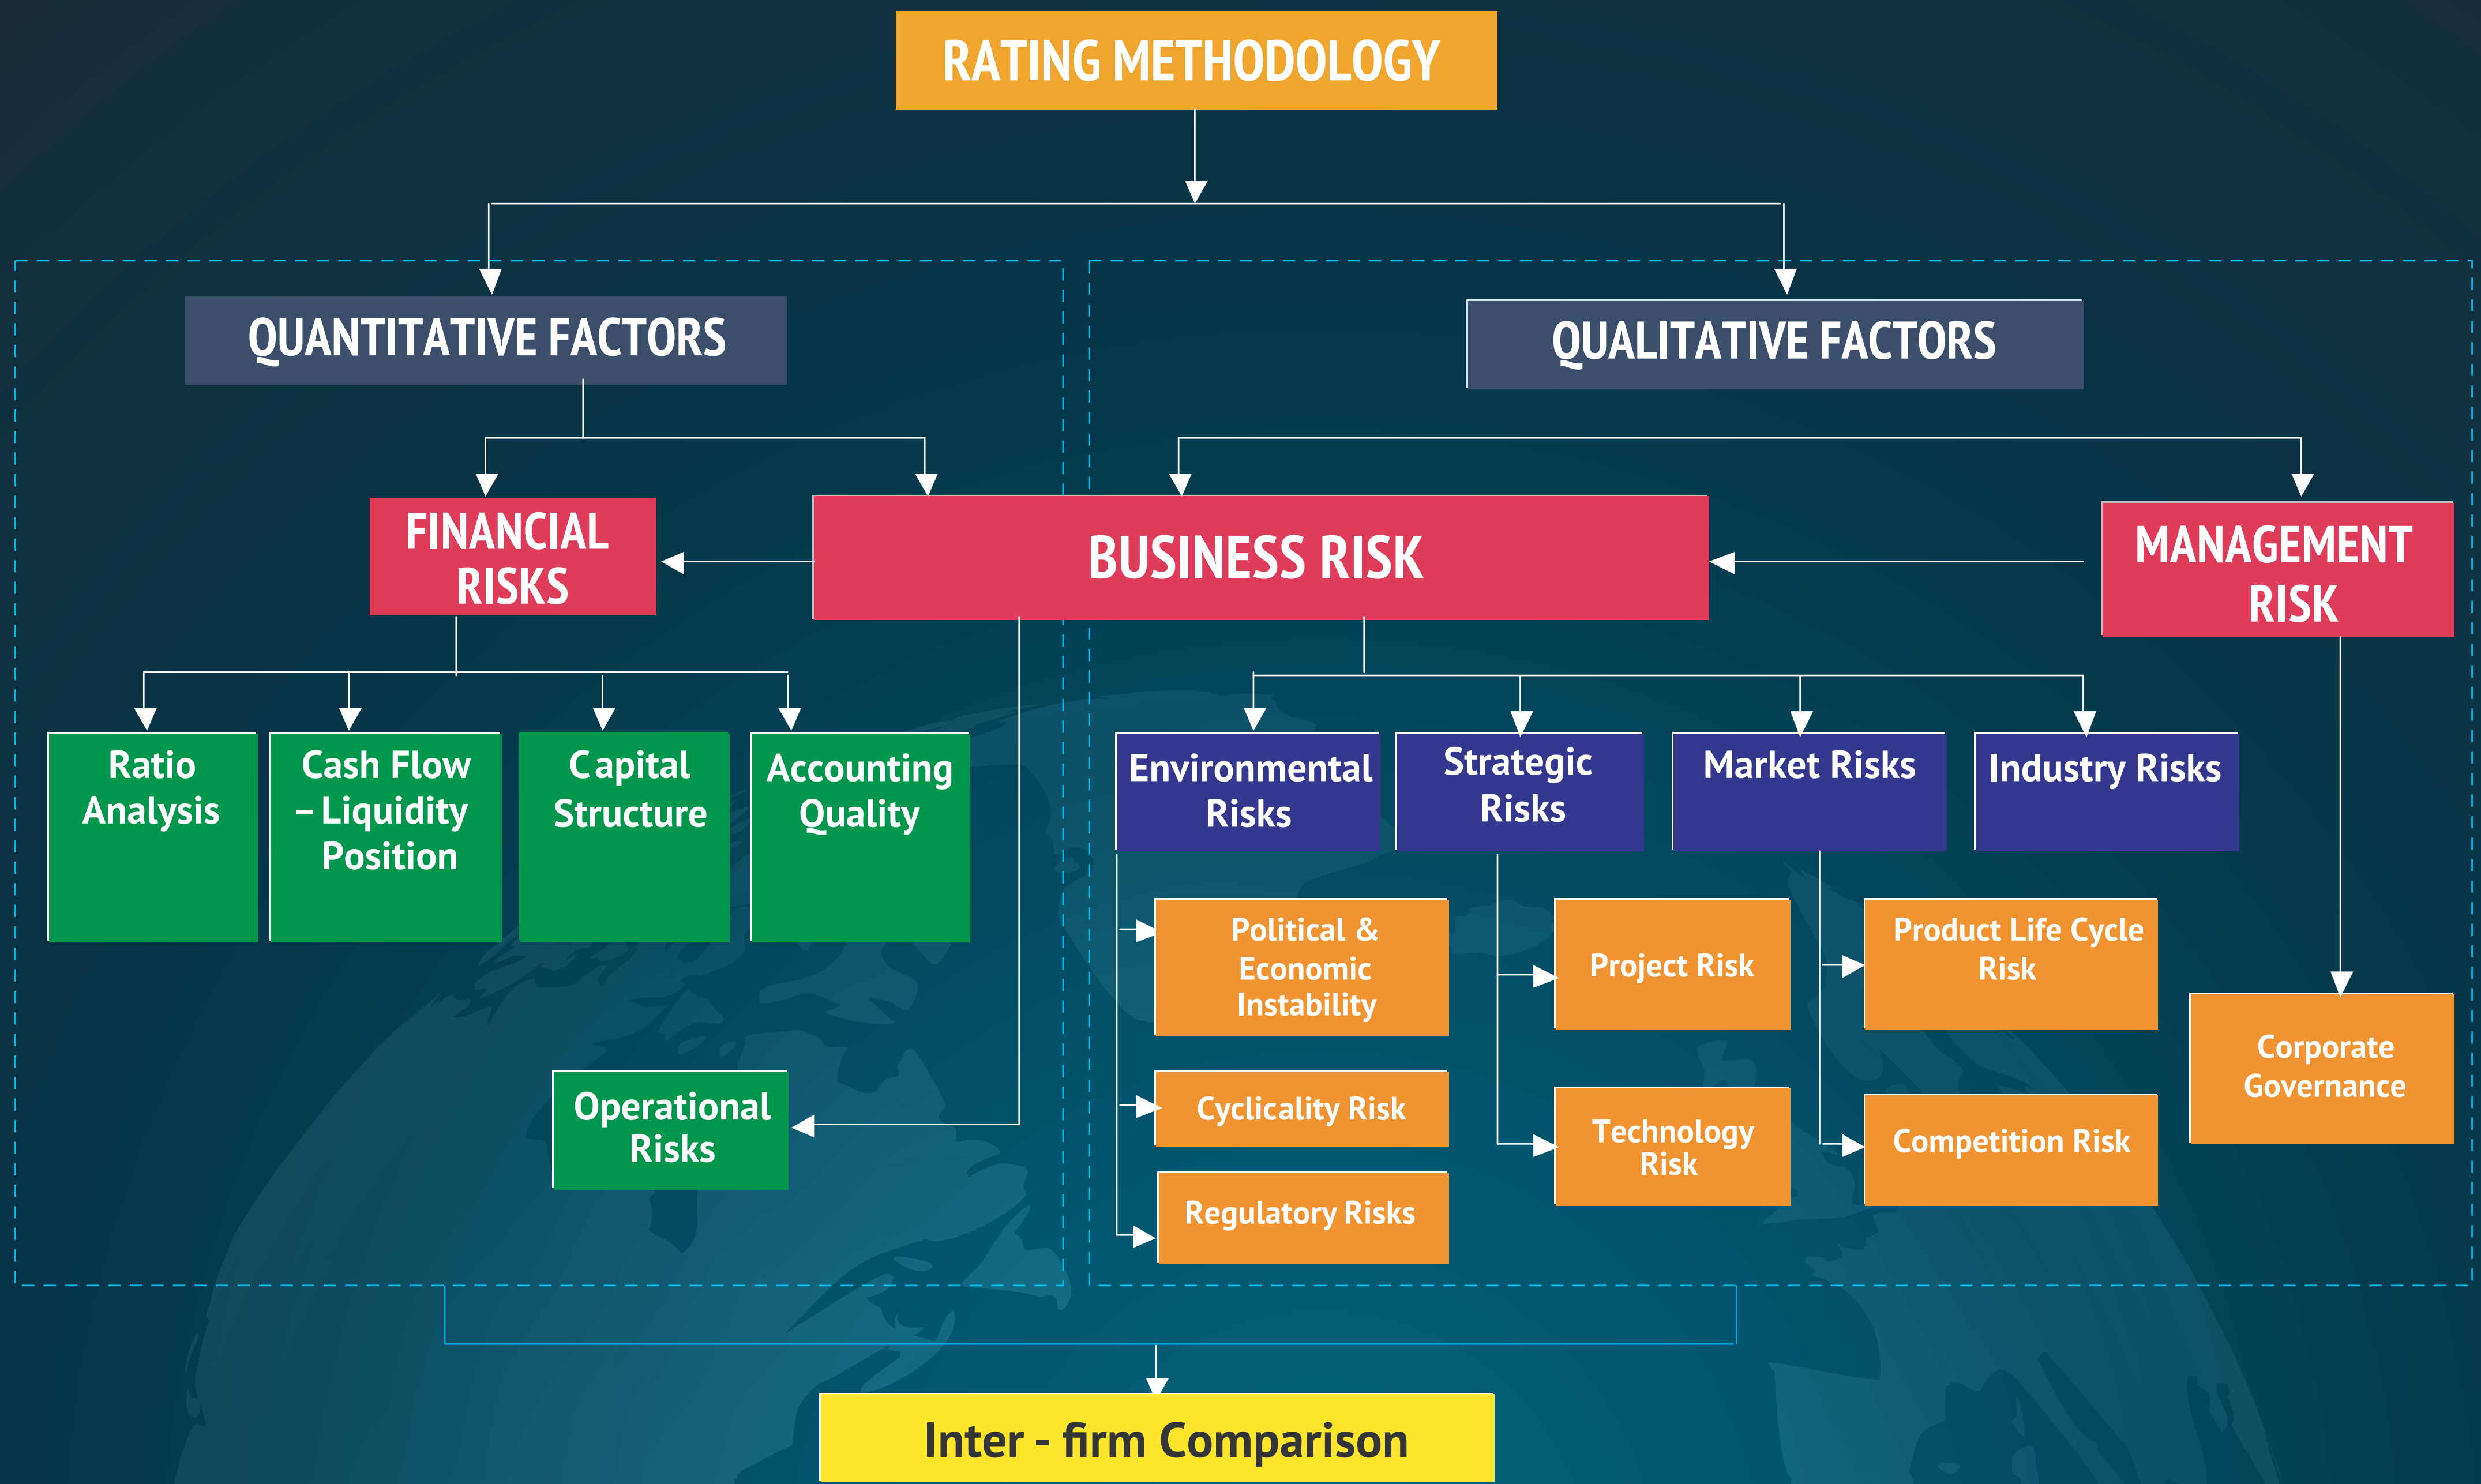 RATING METHODOLOGY
QUANTITATIVE FACTORS
QUALITATIVE FACTORS
FINANCIAL
RISKS
BUSINESS RISK
MANAGEMENT
RISK
Ratio
Analysis
Cash Flow
– Liquidity
Position
Capital
Structure
Accounting
Quality
Environmental
Risks
Strategic
Risks
Market Risks
Industry Risks
Political &
Economic
Instability
Project Risk
Product Life Cycle
Risk
Corporate
Governance
Operational
Risks
Cyclicality Risk
Technology
Risk
Competition Risk
Regulatory Risks
Inter - firm Comparison